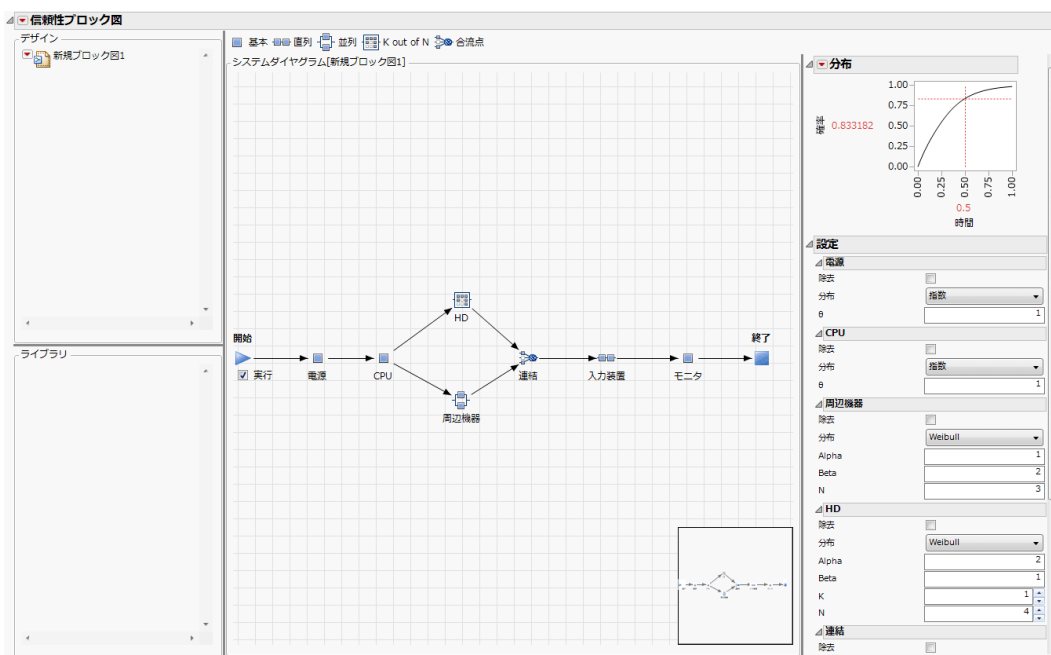 信頼性ブロック図
デザイン
新規ブロック図1
ライブラリ
基本 直列 並列 K out of N 合流点
システムダイヤグラム[新規ブロック図1]
HD
開始
終了
実行
電源
CPU
連結
入力装置
モニタ
周辺機器
分布
1.00
0.75
0.50
0.25
0.00
確率
0.833182
0.00
0.25
0.50
0.75
1.00
0.5
時間
設定
電源
除去
分布 指数
θ 1
CPU
除去
分布 指数
θ 1
周辺機器
除去
分布 Weibull
Alpha 1
Beta 2
N 3
HD
除去
分布 Weibull
Alpha 2
Beta 1
K 1
N 4
連結
除去